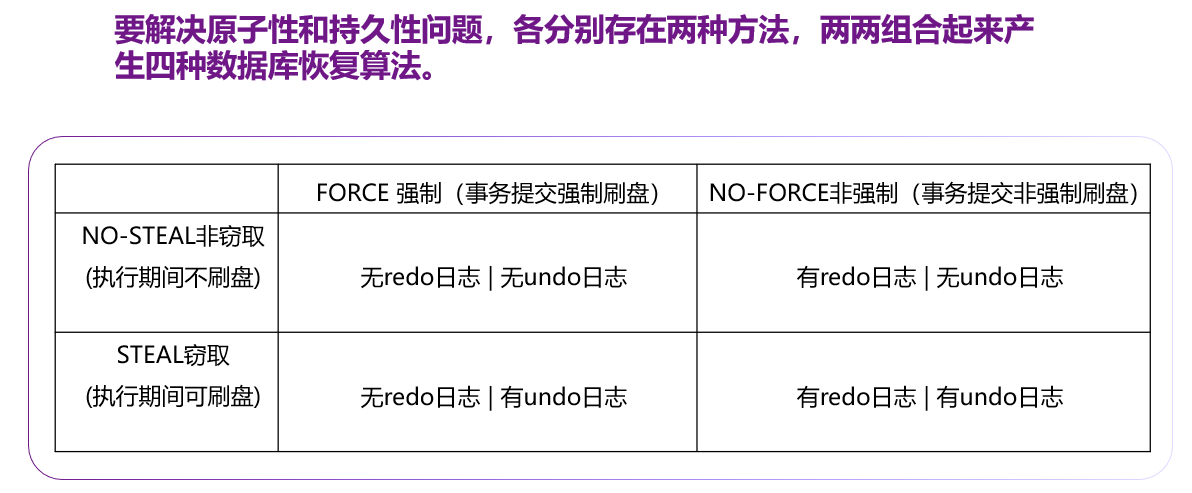 要解决原子性和持久性问题，各分别存在两种方法，两两组合起来产
生四种数据库恢复算法。
FORCE 强制（事务提交强制刷盘）
NO-FORCE非强制（事务提交非强制刷盘）
NO-STEAL非窃取
(执行期间不刷盘)
无redo日志 | 无undo日志
有redo日志 | 无undo日志
STEAL窃取
(执行期间可刷盘)
无redo日志 | 有undo日志
有redo日志 | 有undo日志